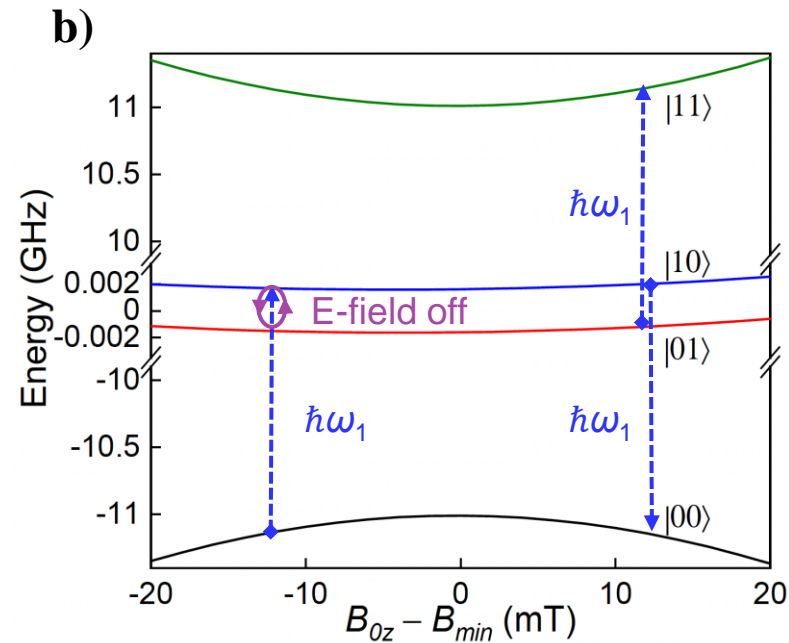 b)
Energy (GHz)
11
10.5
10
0.002
0
-0.002
-10
-10.5
-11
|11⟩
ℏω₁
|10⟩
E-field off
|01⟩
ℏω₁
ℏω₁
|00⟩
-20
-10
0
10
20
B₀z – Bmin (mT)